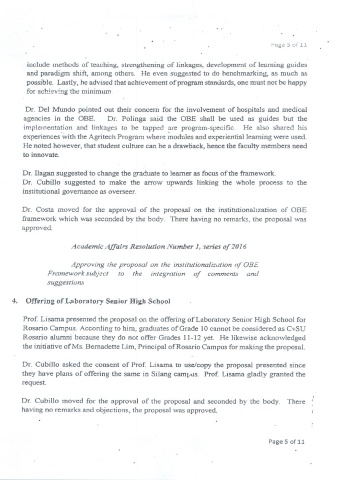 Page 5 of 11
include methods of teaching, strengthening of linkages, development of learning guides
and paradigm shift, among others. He even suggested to do benchmarking, as much as
possible. Lastly, he advised that achievement of program standards, one must not be happy
for achieving the minimum
Dr. Del Mundo pointed out their concern for the involvement of hospitals and medical
agencies in the OBE. Dr. Polinga said the OBE shall be used as guides but the
implementation and linkages to be tapped are program-specific. He also shared his
experiences with the Agritech Program where modules and experiential learning were used.
He noted however, that student culture can be a drawback, hence the faculty members need
to innovate.
Dr. Ilagan suggested to change the graduate to learner as focus of the framework.
Dr. Cubillo suggested to make the arrow upwards linking the whole process to the
institutional governance as overseer.
Dr. Costa moved for the approval of the proposal on the institutionalization of OBE
framework which was seconded by the body. There having no remarks, the proposal was
approved.
Academic Affairs Resolution Number 1, series of 2016
Approving the proposal on the institutionalization of OBE
Framework subject to the integration of comments and
suggestions
4. Offering of Laboratory Senior High School
Prof. Lisama presented the proposal on the offering of Laboratory Senior High School for
Rosario Campus. According to him, graduates of Grade 10 cannot be considered as CvSU
Rosario alumni because they do not offer Grades 11-12 yet. He likewise acknowledged
the initiative of Ms. Bernadette Lim, Principal of Rosario Campus for making the proposal.
Dr. Cubillo asked the consent of Prof. Lisama to use/copy the proposal presented since
they have plans of offering the same in Silang campus. Prof. Lisama gladly granted the
request.
Dr. Cubillo moved for the approval of the proposal and seconded by the body. There
having no remarks and objections, the proposal was approved.
Page 5 of 11